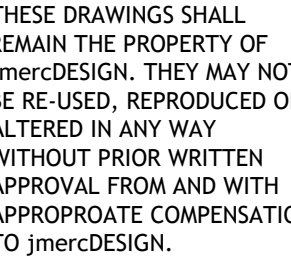 THESE DRAWINGS SHALL
REMAIN THE PROPERTY OF
jmercDESIGN. THEY MAY NOT
BE RE-USED, REPRODUCED OR
ALTERED IN ANY WAY
WITHOUT PRIOR WRITTEN
APPROVAL FROM AND WITH
APPROPROATE COMPENSATIO
TO jmercDESIGN.